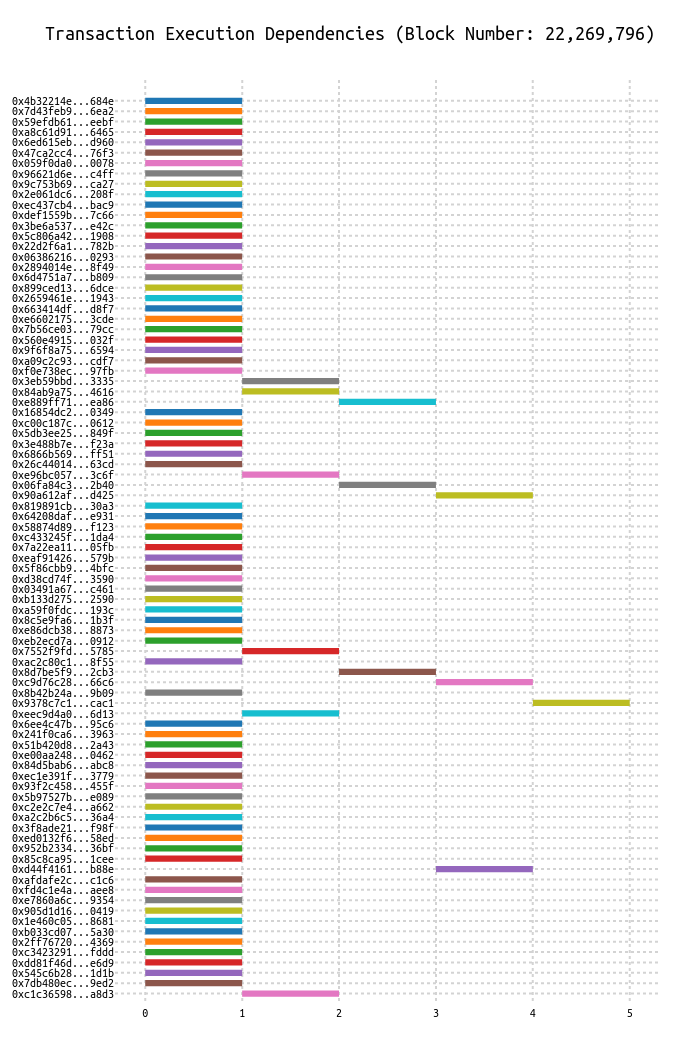 Transaction Execution Dependencies (Block Number: 22,269,796)
0x4b32214e...684e
0x7d43feb9...6ea2
0x59efdb61...eebf
0xa8c61d91...6465
0x6ed615eb...d960
0x47ca2cc4...76f3
0x059f0da0...0078
0x96621d6e...c4ff
0x9c753b69...ca27
0x2e061dc6...208f
0xec437cb4...bac9
0xdef1559b...7c66
0x3be6a537...e42c
0x5c806a42...1908
0x22d2f6a1...782b
0x06386216...0293
0x2894014e...8f49
0x6d4751a7...b809
0x899ced13...6dce
0x2659461e...1943
0x663414df...d8f7
0xe6602175...3cde
0x7b56ce03...79cc
0x560e4915...032f
0x9f6f8a75...6594
0xa09c2c93...cdf7
0xf0e738ec...97fb
0x3eb59bbd...3335
0x84ab9a75...4616
0xe889ff71...ea86
0x16854dc2...0349
0xc00c187c...0612
0x5db3ee25...849f
0x3e488b7e...f23a
0x6866b569...ff51
0x26c44014...63cd
0xe96bc057...3c6f
0x06fa84c3...2b40
0x90a612af...d425
0x819891cb...30a3
0x64208daf...e931
0x58874d89...f123
0xc433245f...1da4
0x7a22ea11...05fb
0xeaf91426...579b
0x5f86cbb9...4bfc
0xd38cd74f...3590
0x03491a67...c461
0xb133d275...2590
0xa59f0fdc...193c
0x8c5e9fa6...1b3f
0xe86dcb38...8873
0xeb2ecd7a...0912
0x7552f9fd...5785
0xac2c80c1...8f55
0x8d7be5f9...2cb3
0xc9d76c28...66c6
0x8b42b24a...9b09
0x9378c7c1...cac1
0xeec9d4a0...6d13
0x6ee4c47b...95c6
0x241f0ca6...3963
0x51b420d8...2a43
0xe00aa248...0462
0x84d5bab6...abc8
0xec1e391f...3779
0x93f2c458...455f
0x5b97527b...e089
0xc2e2c7e4...a662
0xa2c2b6c5...36a4
0x3f8ade21...f98f
0xed0132f6...58ed
0x952b2334...36bf
0x85c8ca95...1cee
0xd44f4161...b88e
0xafdafe2c...c1c6
0xfd4c1e4a...aee8
0xe7860a6c...9354
0x905d1d16...0419
0x1e460c05...8681
0xb033cd07...5a30
0x2ff76720...4369
0xc3423291...fddd
0xdd81f46d...e6d9
0x545c6b28...1d1b
0x7db480ec...9ed2
0xc1c36598...a8d3
0 1 2 3 4 5